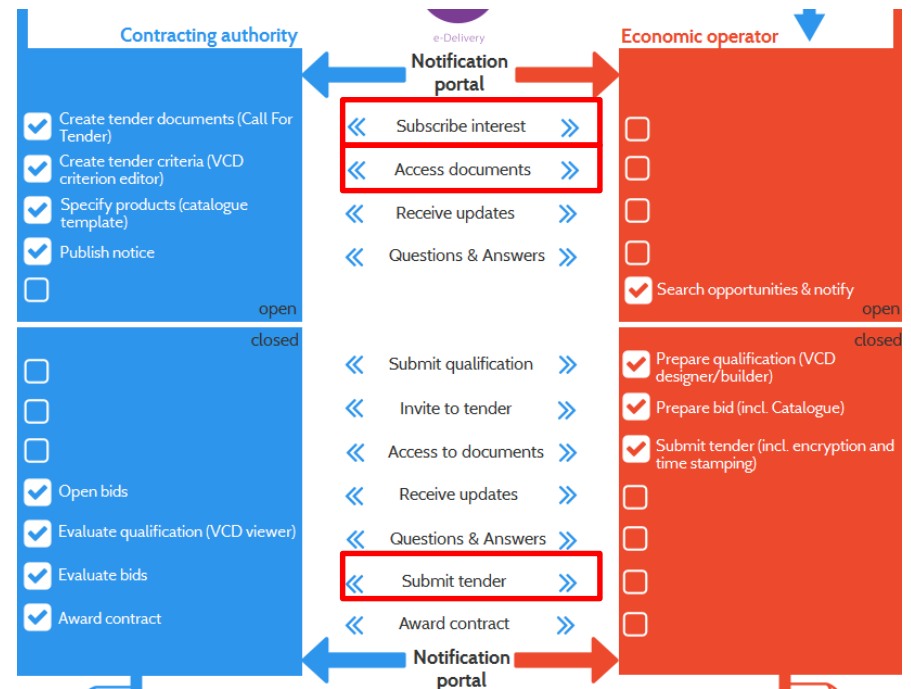 Contracting authority
e-Delivery
Economic operator
Notification
portal
Create tender documents (Call For
Tender)
Create tender criteria (VCD
criterion editor)
Specify products (catalogue
template)
Publish notice
open
Subscribe interest
Access documents
Receive updates
Questions & Answers
Search opportunities & notify
open
closed
Open bids
Evaluate qualification (VCD viewer)
Evaluate bids
Award contract
Submit qualification
Invite to tender
Access to documents
Receive updates
Questions & Answers
Submit tender
Award contract
closed
Prepare qualification (VCD
designer/builder)
Prepare bid (incl. Catalogue)
Submit tender (incl. encryption and
time stamping)
Notification
portal